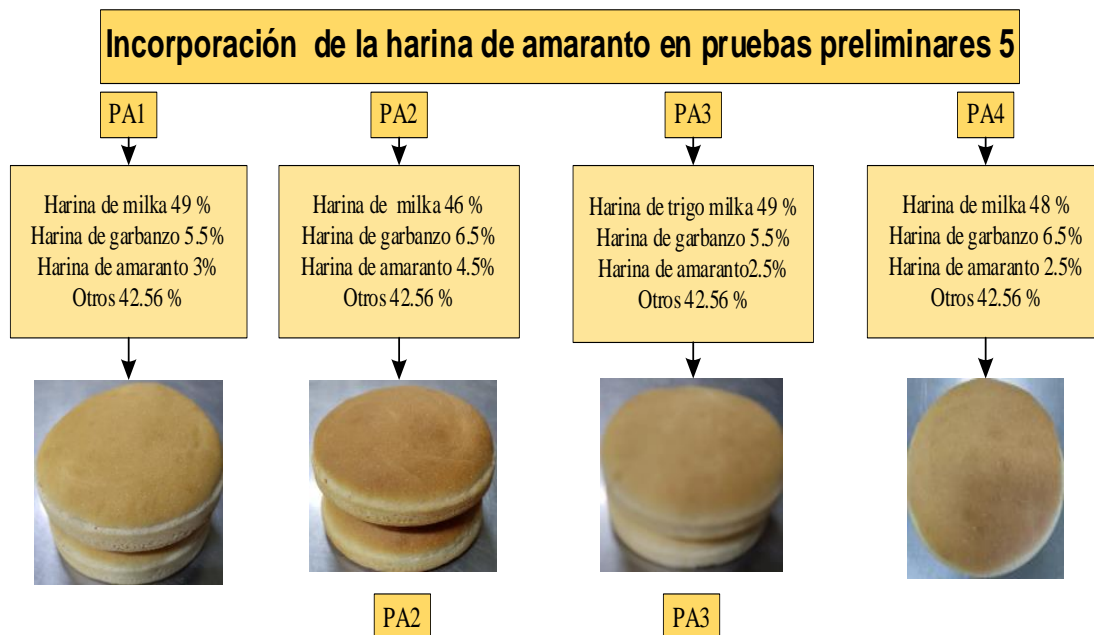 Incorporación de la harina de amaranto en pruebas preliminares 5
PA1
PA2
PA3
PA4
Harina de milka 49 %
Harina de garbanzo 5.5%
Harina de amaranto 3%
Otros 42.56 %
Harina de milka 46 %
Harina de garbanzo 6.5%
Harina de amaranto 4.5%
Otros 42.56 %
Harina de trigo milka 49 %
Harina de garbanzo 5.5%
Harina de amaranto2.5%
Otros 42.56 %
Harina de milka 48 %
Harina de garbanzo 6.5%
Harina de amaranto 2.5%
Otros 42.56 %
PA2
PA3